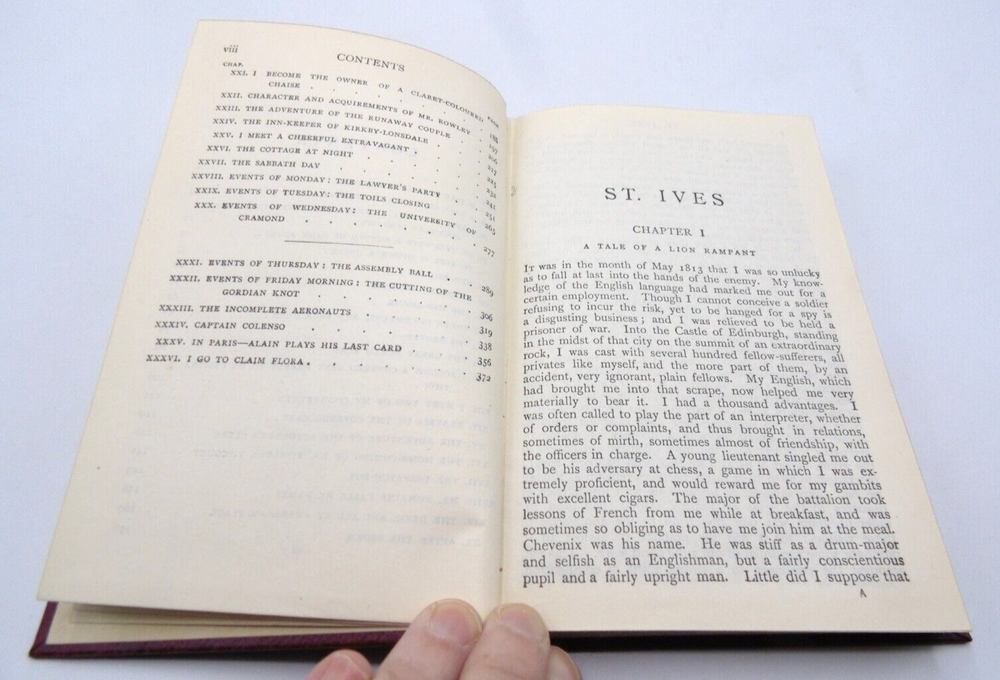 viii
CONTENTS
CHAP.
PAGE
XXI. I BECOME THE OWNER OF A CLARET-COLOURED
CHAISE . . . . . . . 188
XXII. CHARACTER AND ACQUIREMENTS OF MR. ROWLEY . 197
XXIII. THE ADVENTURE OF THE RUNAWAY COUPLE . 206
XXIV. THE INN-KEEPER OF KIRKBY-LONSDALE . . 217
XXV. I MEET A CHEERFUL EXTRAVAGANT . . . 225
XXVI. THE COTTAGE AT NIGHT . . . . . 232
XXVII. THE SABBATH DAY . . . . . . 241
XXVIII. EVENTS OF MONDAY: THE LAWYER'S PARTY . . 251
XXIX. EVENTS OF TUESDAY: THE TOILS CLOSING . . 265
XXX. EVENTS OF WEDNESDAY: THE UNIVERSITY OF
CRAMOND . . . . . . . 277
XXXI. EVENTS OF THURSDAY: THE ASSEMBLY BALL . . 289
XXXII. EVENTS OF FRIDAY MORNING: THE CUTTING OF THE
GORDIAN KNOT . . . . . . 306
XXXIII. THE INCOMPLETE AERONAUTS . . . . 319
XXXIV. CAPTAIN COLENSO . . . . . . 338
XXXV. IN PARIS—ALAIN PLAYS HIS LAST CARD . . 356
XXXVI. I GO TO CLAIM FLORA . . . . . . 372
ST. IVES
CHAPTER I
A TALE OF A LION RAMPANT
IT was in the month of May 1813 that I was so unlucky
as to fall at last into the hands of the enemy. My know-
ledge of the English language had marked me out for a
certain employment. Though I cannot conceive a soldier
refusing to incur the risk, yet to be hanged for a spy is
a disgusting business; and I was relieved to be held a
prisoner of war. Into the Castle of Edinburgh, standing
in the midst of that city on the summit of an extraordinary
rock, I was cast with several hundred fellow-sufferers, all
privates like myself, and the more part of them, by an
accident, very ignorant, plain fellows. My English, which
had brought me into that scrape, now helped me very
materially to bear it. I had a thousand advantages. I
was often called to play the part of an interpreter, whether
of orders or complaints, and thus brought in relations,
sometimes of mirth, sometimes almost of friendship, with
the officers in charge. A young lieutenant singled me out
to be his adversary at chess, a game in which I was ex-
tremely proficient, and would reward me for my gambits
with excellent cigars. The major of the battalion took
lessons of French from me while at breakfast, and was
sometimes so obliging as to have me join him at the meal.
Chevenix was his name. He was stiff as a drum-major
and selfish as an Englishman, but a fairly conscientious
pupil and a fairly upright man. Little did I suppose that
A